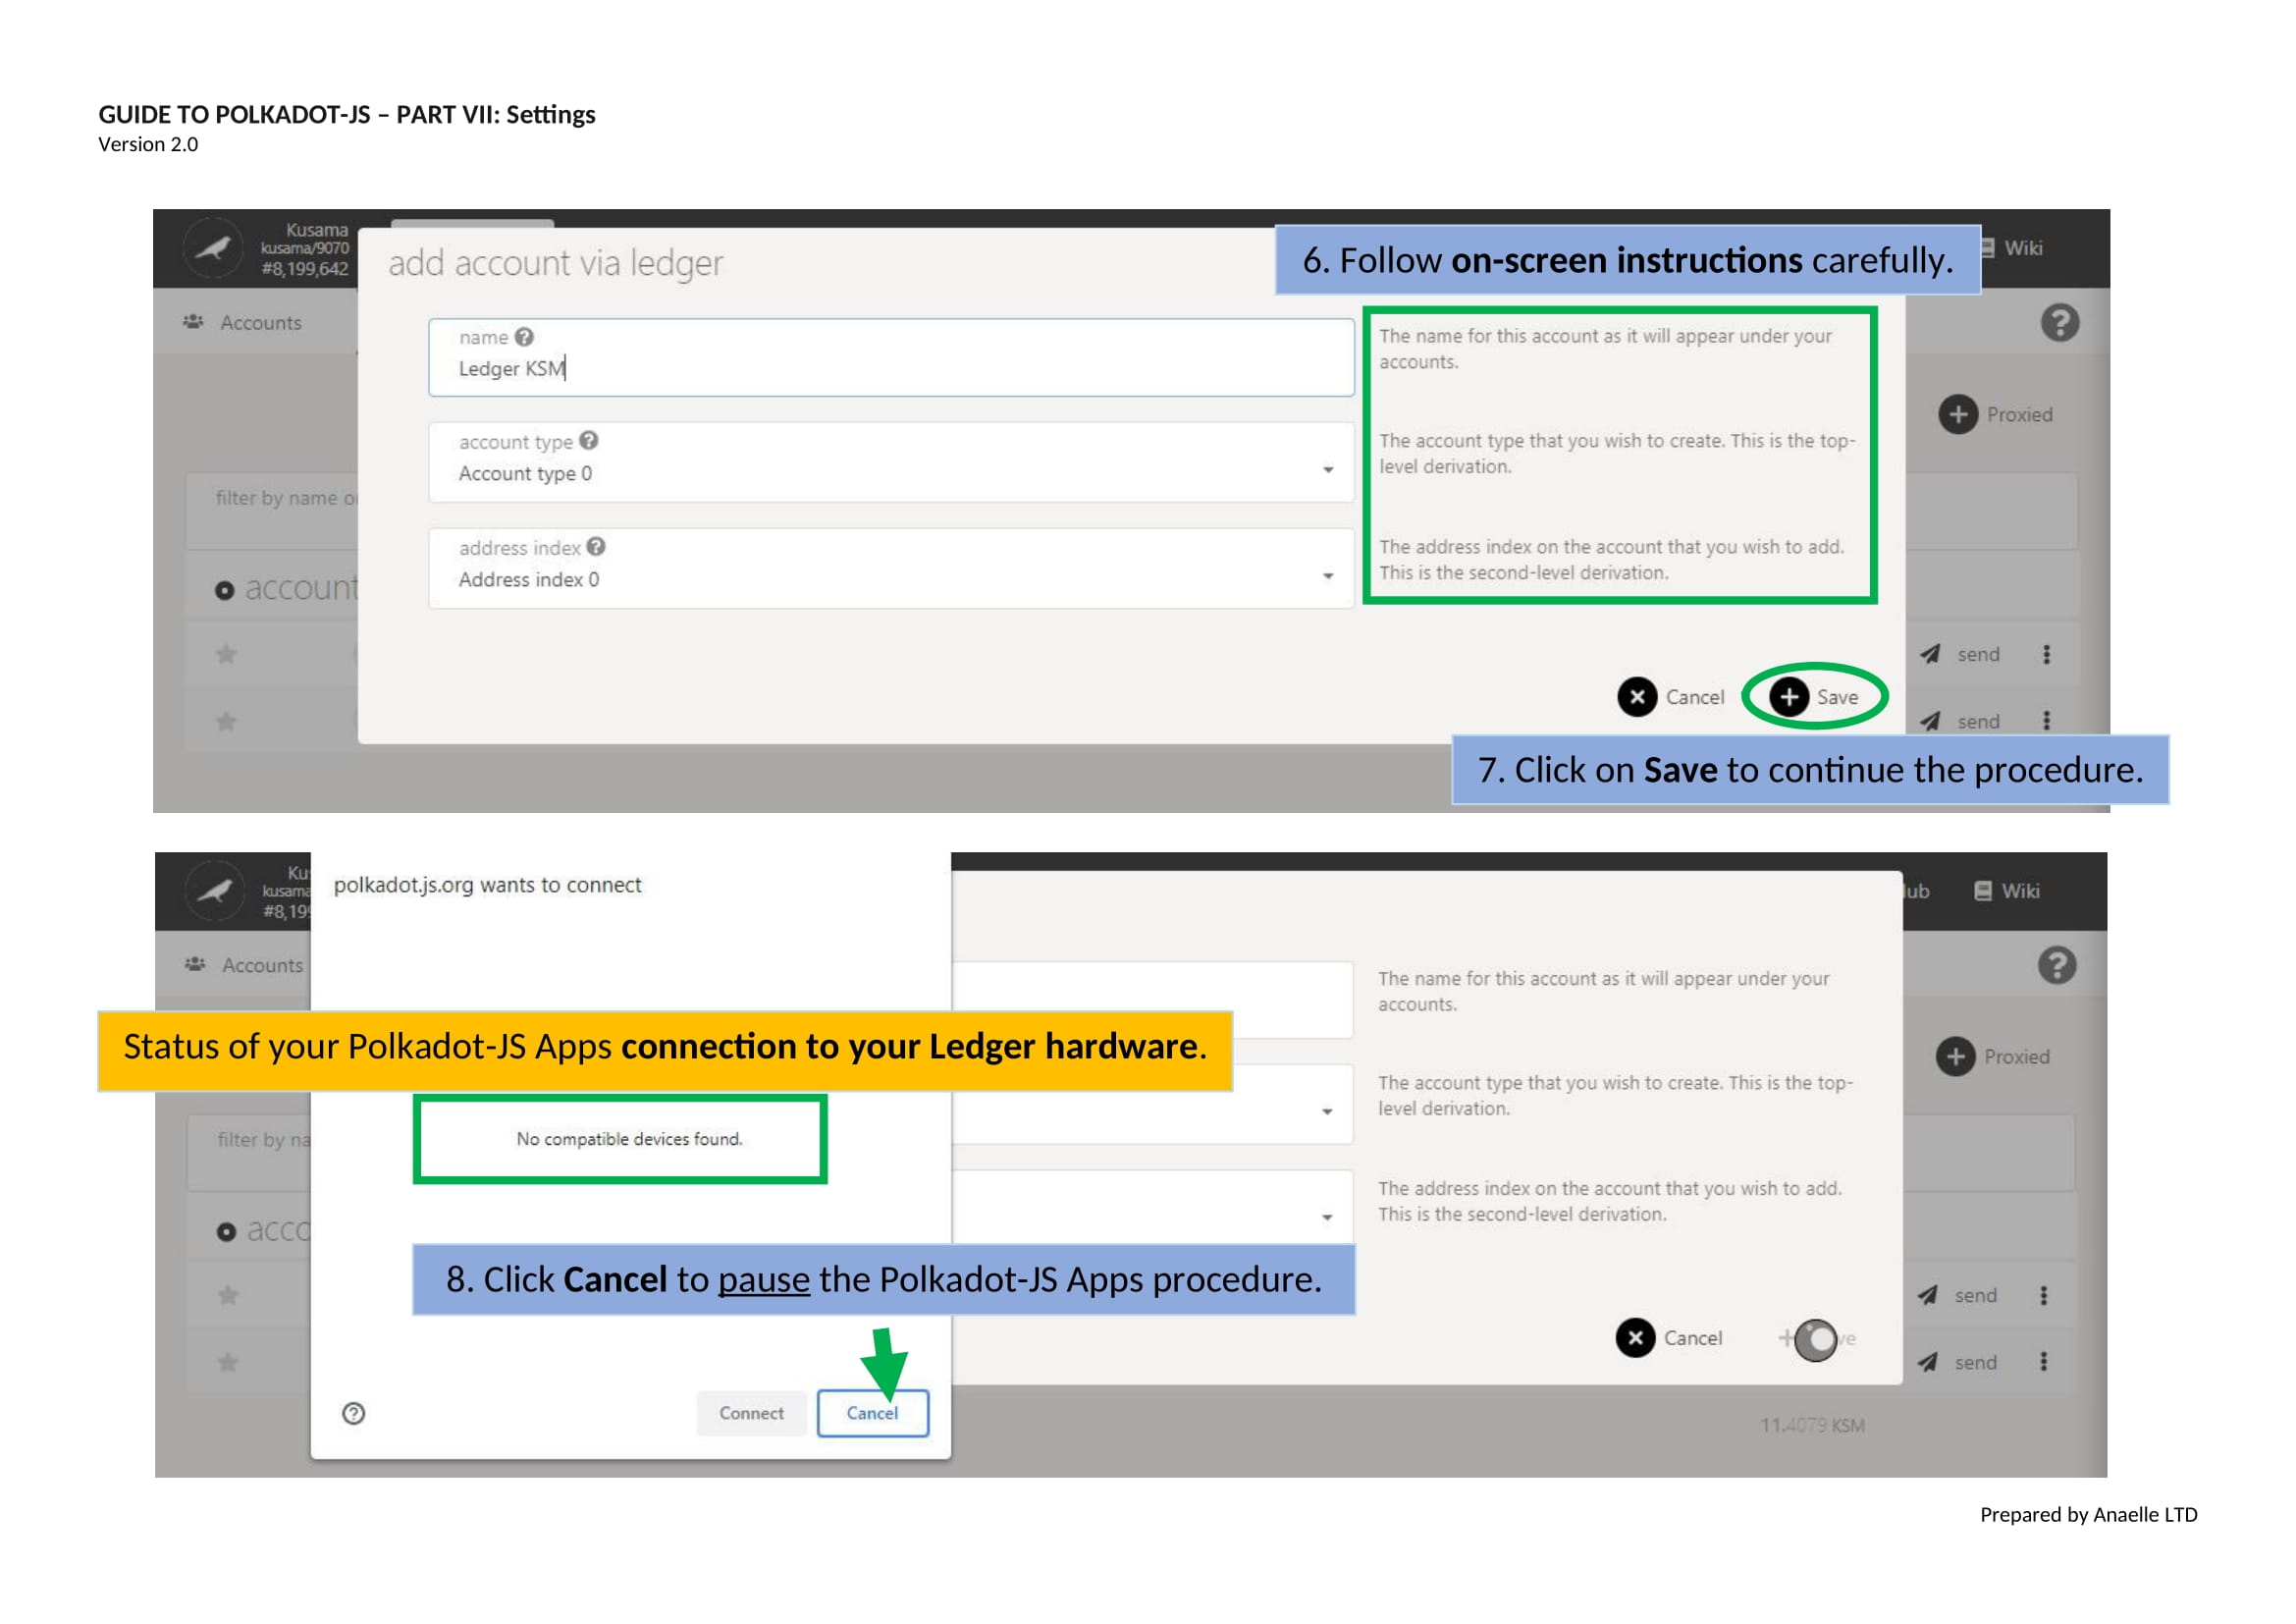 GUIDE TO POLKADOT-JS – PART VII: Settings
Version 2.0
Kusama
kusama/9070
#8,199,642
add account via ledger
6. Follow on-screen instructions carefully.
Wiki
Accounts
name
Ledger KSM
The name for this account as it will appear under your
accounts.
Proxied
account type
Account type 0
The account type that you wish to create. This is the top-
level derivation.
filter by name o
address index
Address index 0
The address index on the account that you wish to add.
This is the second-level derivation.
account
send
Cancel
Save
send
7. Click on Save to continue the procedure.
Ku
kusama
#8,19
polkadot.js.org wants to connect
ub
Wiki
Accounts
The name for this account as it will appear under your
accounts.
Status of your Polkadot-JS Apps connection to your Ledger hardware.
Proxied
The account type that you wish to create. This is the top-
level derivation.
No compatible devices found.
filter by na
The address index on the account that you wish to add.
This is the second-level derivation.
acco
8. Click Cancel to pause the Polkadot-JS Apps procedure.
send
Cancel
ve
send
Connect
Cancel
11.4079 KSM
Prepared by Anaelle LTD